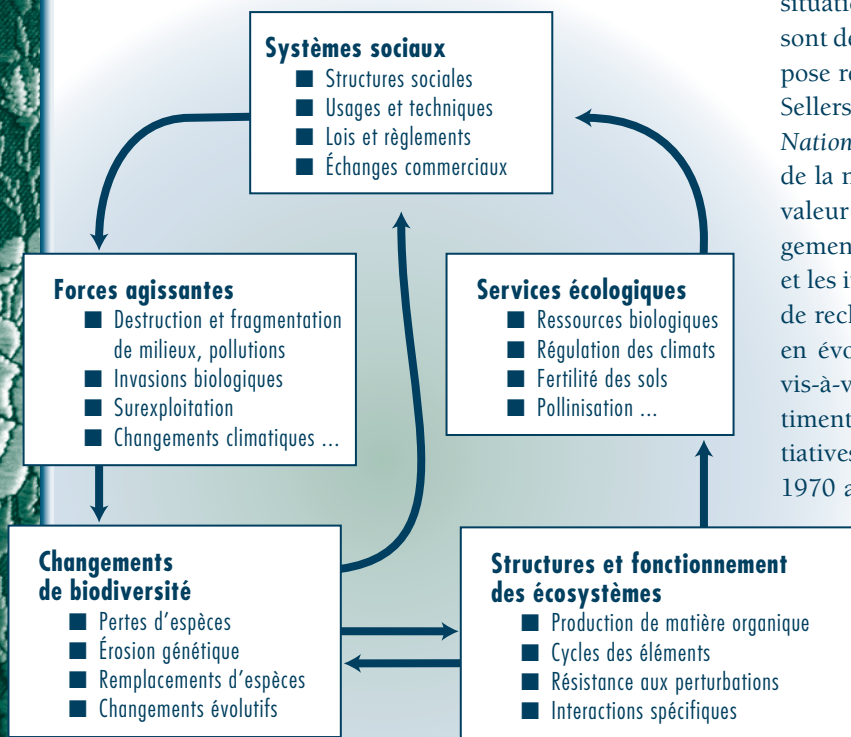 Systèmes sociaux
■ Structures sociales
■ Usages et techniques
■ Lois et règlements
■ Échanges commerciaux
Forces agissantes
■ Destruction et fragmentation
de milieux, pollutions
■ Invasions biologiques
■ Surexploitation
■ Changements climatiques ...
Services écologiques
■ Ressources biologiques
■ Régulation des climats
■ Fertilité des sols
■ Pollinisation ...
Changements
de biodiversité
■ Pertes d'espèces
■ Érosion génétique
■ Remplacements d'espèces
■ Changements évolutifs
Structures et fonctionnement
des écosystèmes
■ Production de matière organique
■ Cycles des éléments
■ Résistance aux perturbations
■ Interactions spécifiques
situation
sont de
pose re
Sellers
Nation
de la n
valeur
gemen
et les i
de rech
en évo
vis-à-v
timent
tiatives
1970 a